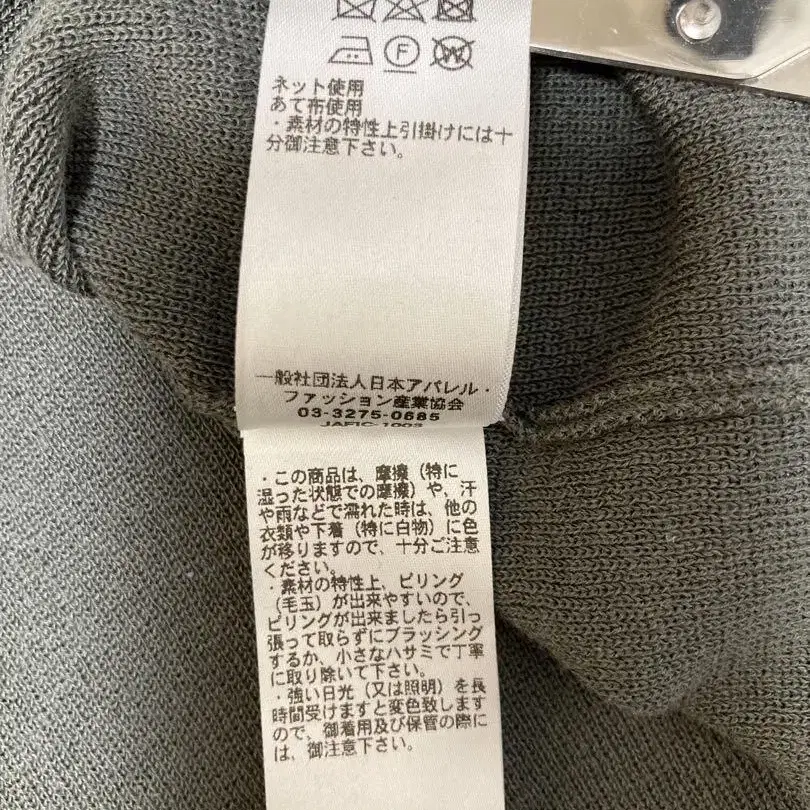 F
W
ネット使用
あて布使用
・素材の特性上引掛けには十
分御注意下さい。
一般社団法人日本アパレル・
ファッション産業協会
03-3275-0685
JAFIC-1003
・この商品は、摩擦（特に
湿った状態での摩擦）や、汗
や雨などで濡れた時は、他の
衣類や下着（特に白物）に色
が移りますので、十分ご注意
ください。
・素材の特性上、ピリング
（毛玉）が出来やすいので、
ピリングが出来ましたら引っ
張って取らずにブラッシング
するか、小さなハサミで丁寧
に取り除いて下さい。
・強い日光（又は照明）を長
時間受けますと変色致します
ので、御着用及び保管の際に
は、御注意下さい。